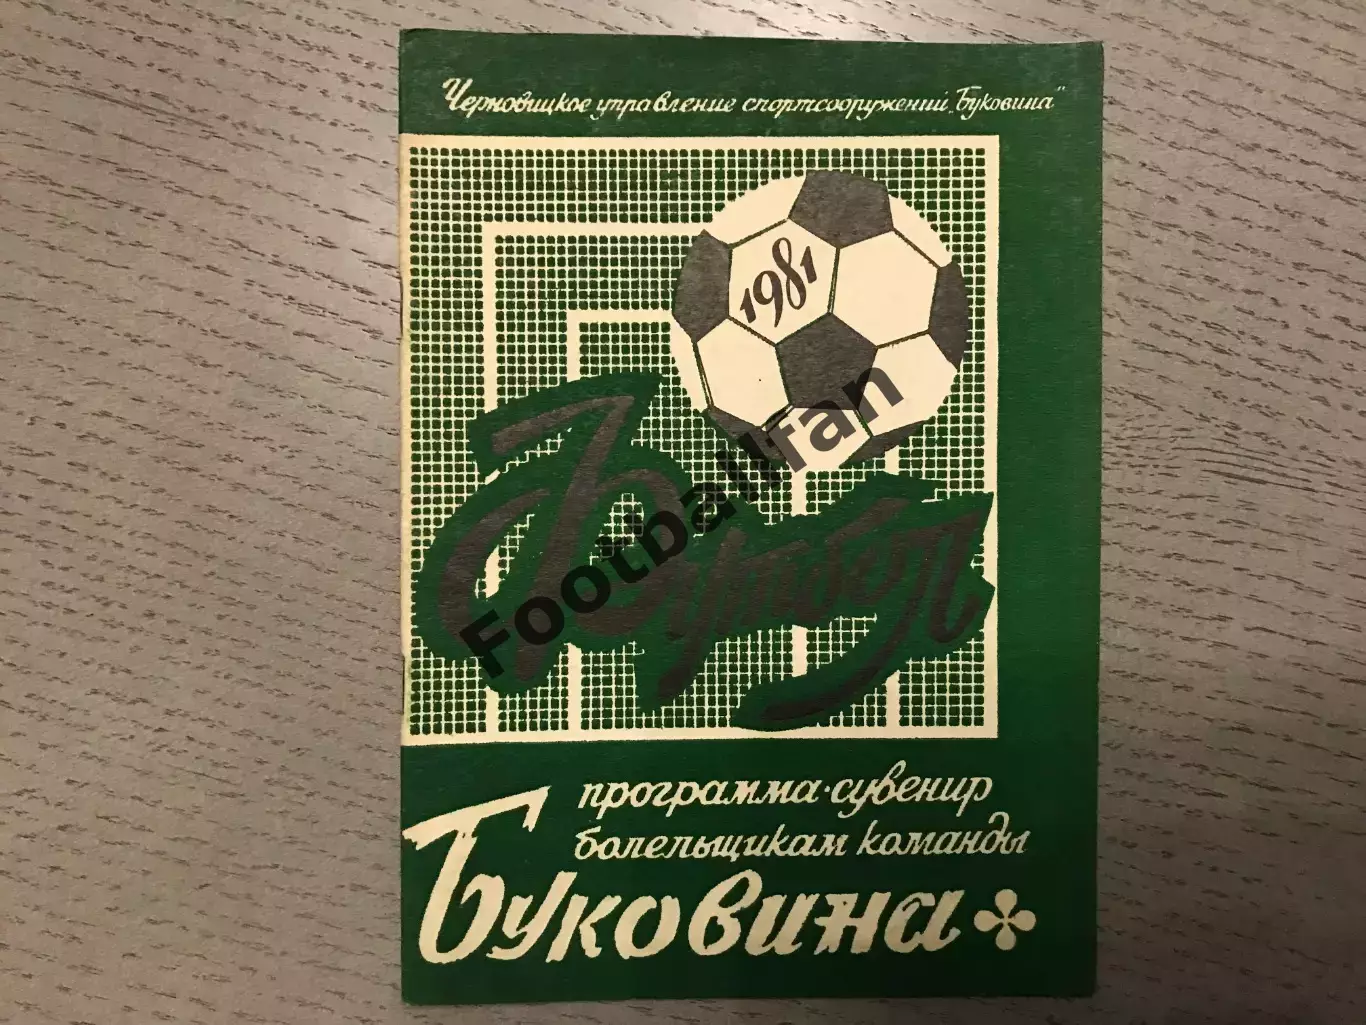 Черновицкое управление спортсооружений „Буковина"
1981
Футбол
Footballfan
программа·сувенир
болельщикам команды
Буковина